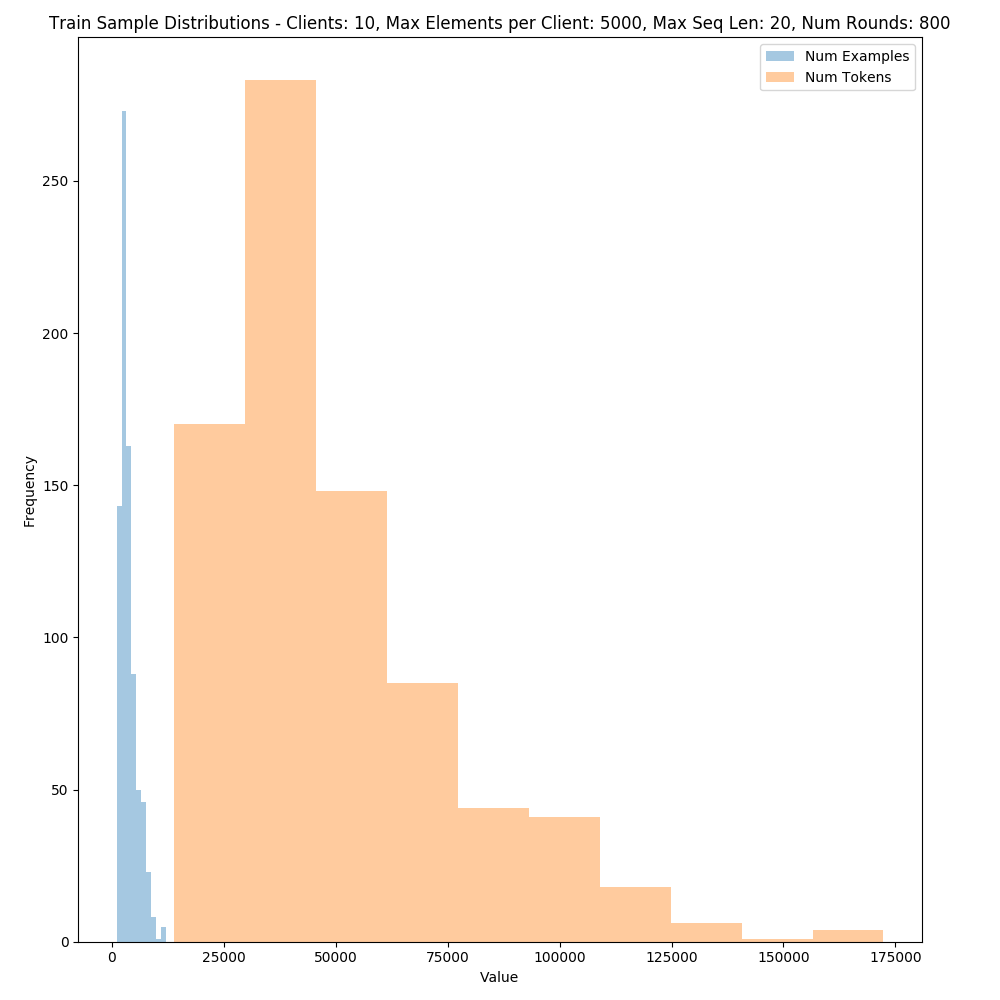 Train Sample Distributions - Clients: 10, Max Elements per Client: 5000, Max Seq Len: 20, Num Rounds: 800
Num Examples
Num Tokens
250
200
150
100
50
0
Frequency
0 25000 50000 75000 100000 125000 150000 175000
Value